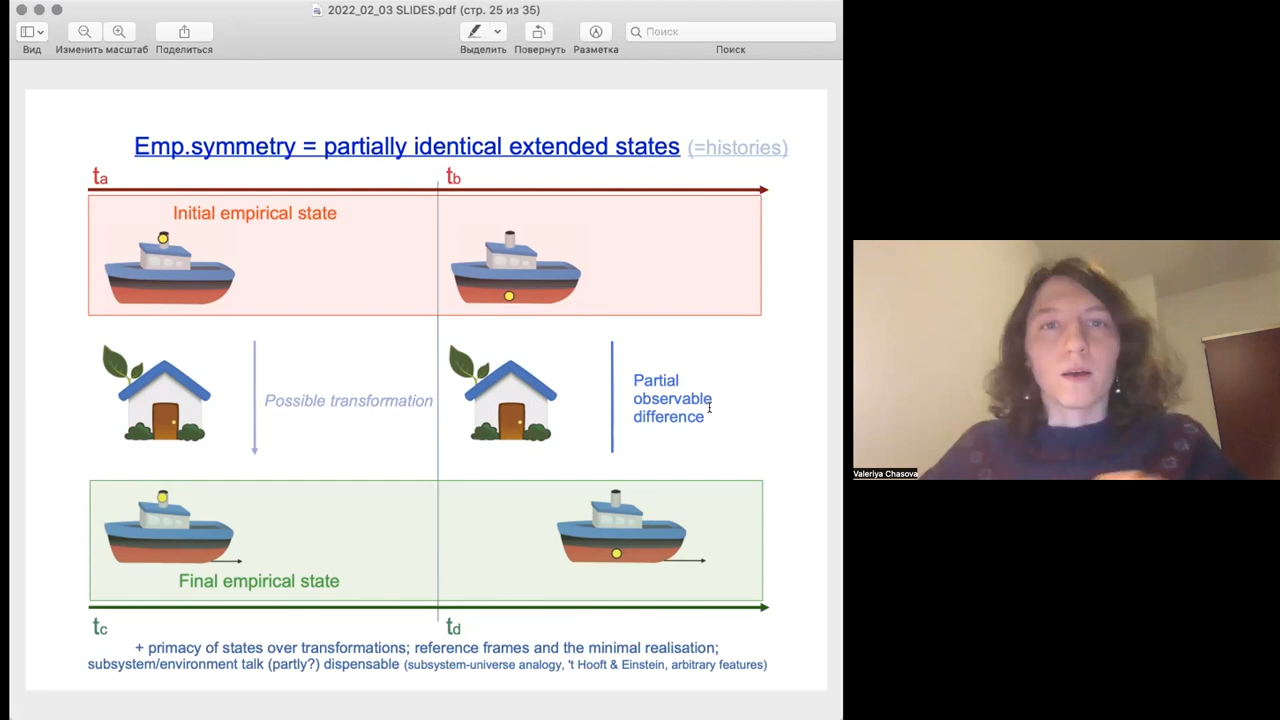 2022_02_03 SLIDES.pdf (стр. 25 из 35)
Вид
Изменить масштаб
Поделиться
Выделить
Повернуть
Разметка
Поиск
Поиск
Emp.symmetry = partially identical extended states (=histories)
ta
tb
Initial empirical state
Possible transformation
Partial
observable
difference
Final empirical state
tc
td
+ primacy of states over transformations; reference frames and the minimal realisation;
subsystem/environment talk (partly?) dispensable (subsystem-universe analogy, 't Hooft & Einstein, arbitrary features)
Valeriya Chasova